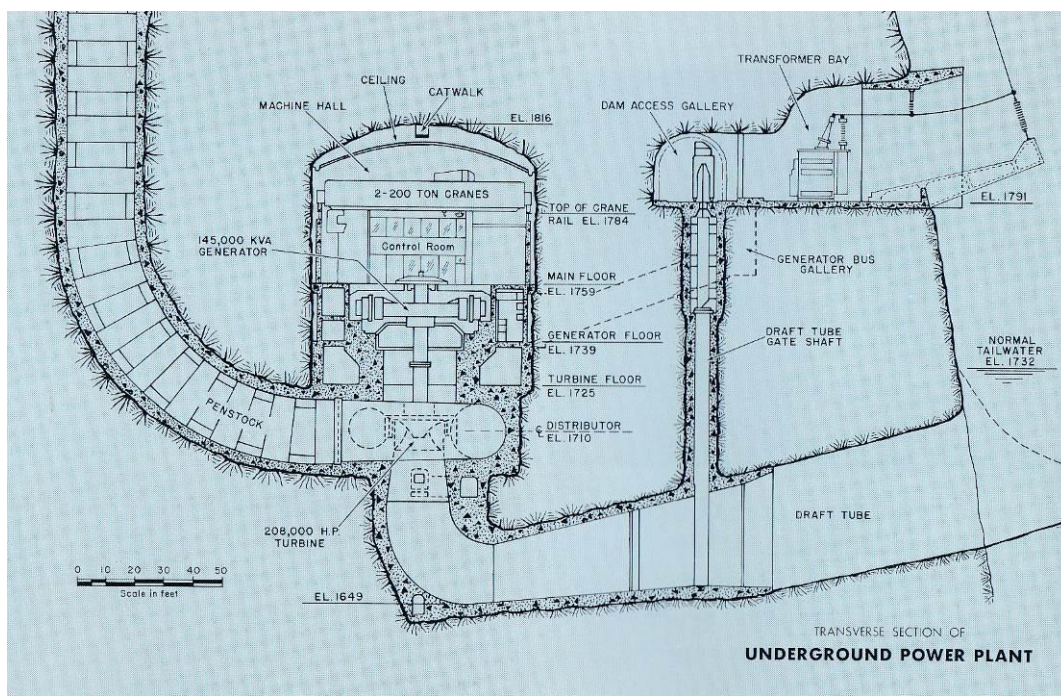 CEILING
CATWALK
EL. 1816
MACHINE HALL
2-200 TON CRANES
TOP OF CRANE
RAIL EL. 1784
145,000 KVA
GENERATOR
Control Room
MAIN FLOOR
EL. 1759
GENERATOR FLOOR
EL. 1739
TURBINE FLOOR
EL. 1725
PENSTOCK
℄ DISTRIBUTOR
EL. 1710
208,000 H.P.
TURBINE
EL. 1649
0 10 20 30 40 50
Scale in feet
TRANSFORMER BAY
DAM ACCESS GALLERY
EL. 1791
GENERATOR BUS
GALLERY
DRAFT TUBE
GATE SHAFT
NORMAL
TAILWATER
EL. 1732
DRAFT TUBE
TRANSVERSE SECTION OF
UNDERGROUND POWER PLANT